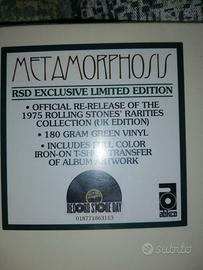 METAMORPHOSIS
RSD EXCLUSIVE LIMITED EDITION
• OFFICIAL RE-RELEASE OF THE
1975 ROLLING STONES' RARITIES
COLLECTION (UK EDITION)
• 180 GRAM GREEN VINYL
• INCLUDES FULL COLOR
IRON-ON T-SHIRT TRANSFER
OF ALBUM ARTWORK
RECORD STORE DAY
018771863113
abkco
subito